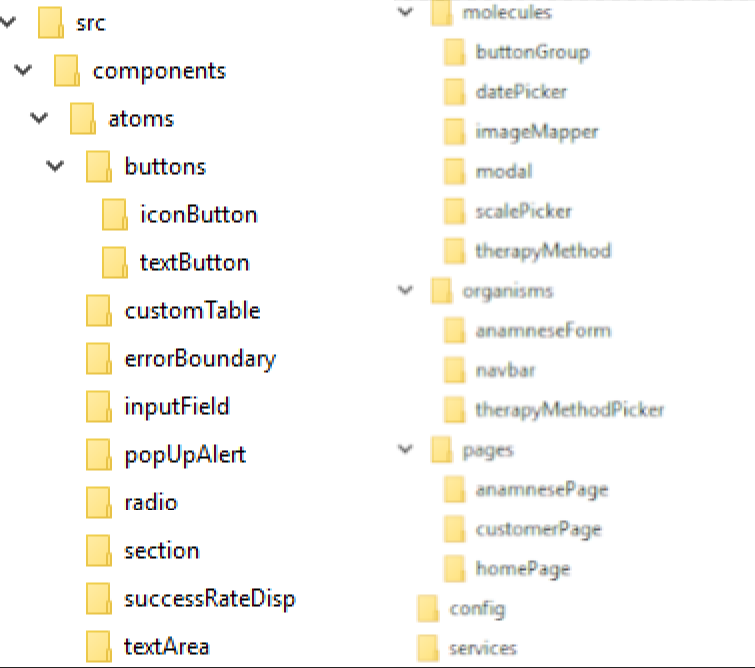 src
components
atoms
buttons
iconButton
textButton
customTable
errorBoundary
inputField
popUpAlert
radio
section
successRateDisp
textArea
molecules
buttonGroup
datePicker
imageMapper
modal
scalePicker
therapyMethod
organisms
anamneseForm
navbar
therapyMethodPicker
pages
anamnesePage
customerPage
homePage
config
services